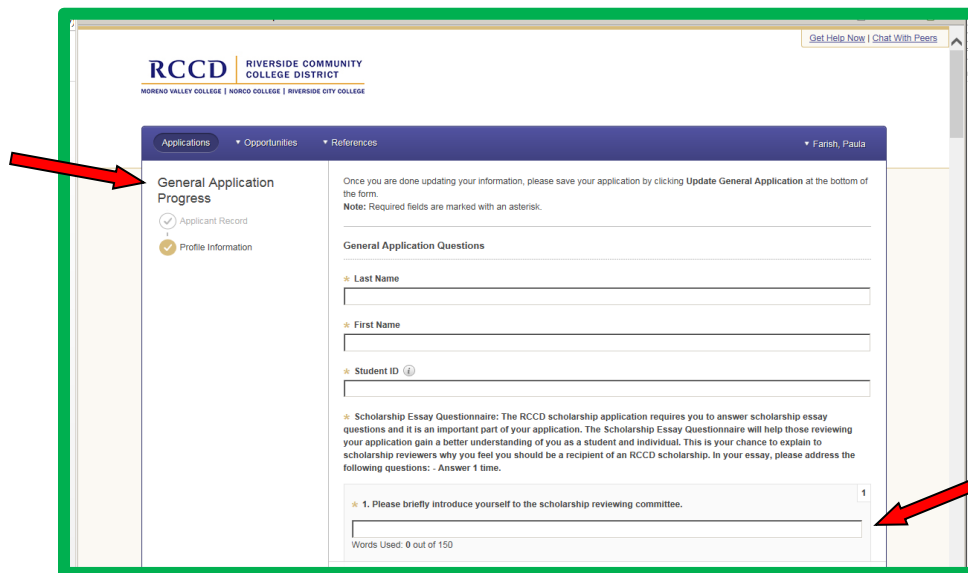 Get Help Now | Chat With Peers
RCCD
RIVERSIDE COMMUNITY
COLLEGE DISTRICT
MORENO VALLEY COLLEGE | NORCO COLLEGE | RIVERSIDE CITY COLLEGE
Applications ▾ Opportunities ▾ References ▾ Farish, Paula
General Application
Progress
Applicant Record
Profile Information
Once you are done updating your information, please save your application by clicking Update General Application at the bottom of
the form.
Note: Required fields are marked with an asterisk.
General Application Questions
* Last Name
* First Name
* Student ID i
* Scholarship Essay Questionnaire: The RCCD scholarship application requires you to answer scholarship essay
questions and it is an important part of your application. The Scholarship Essay Questionnaire will help those reviewing
your application gain a better understanding of you as a student and individual. This is your chance to explain to
scholarship reviewers why you feel you should be a recipient of an RCCD scholarship. In your essay, please address the
following questions: - Answer 1 time.
1
* 1. Please briefly introduce yourself to the scholarship reviewing committee.
Words Used: 0 out of 150